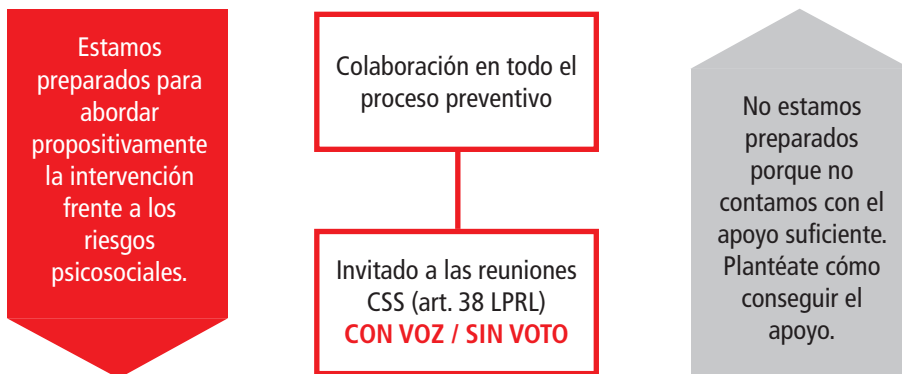 Estamos
preparados para
abordar
propositivamente
la intervención
frente a los
riesgos
psicosociales.
Colaboración en todo el
proceso preventivo
Invitado a las reuniones
CSS (art. 38 LPRL)
CON VOZ / SIN VOTO
No estamos
preparados
porque no
contamos con el
apoyo suficiente.
Plantéate cómo
conseguir el
apoyo.